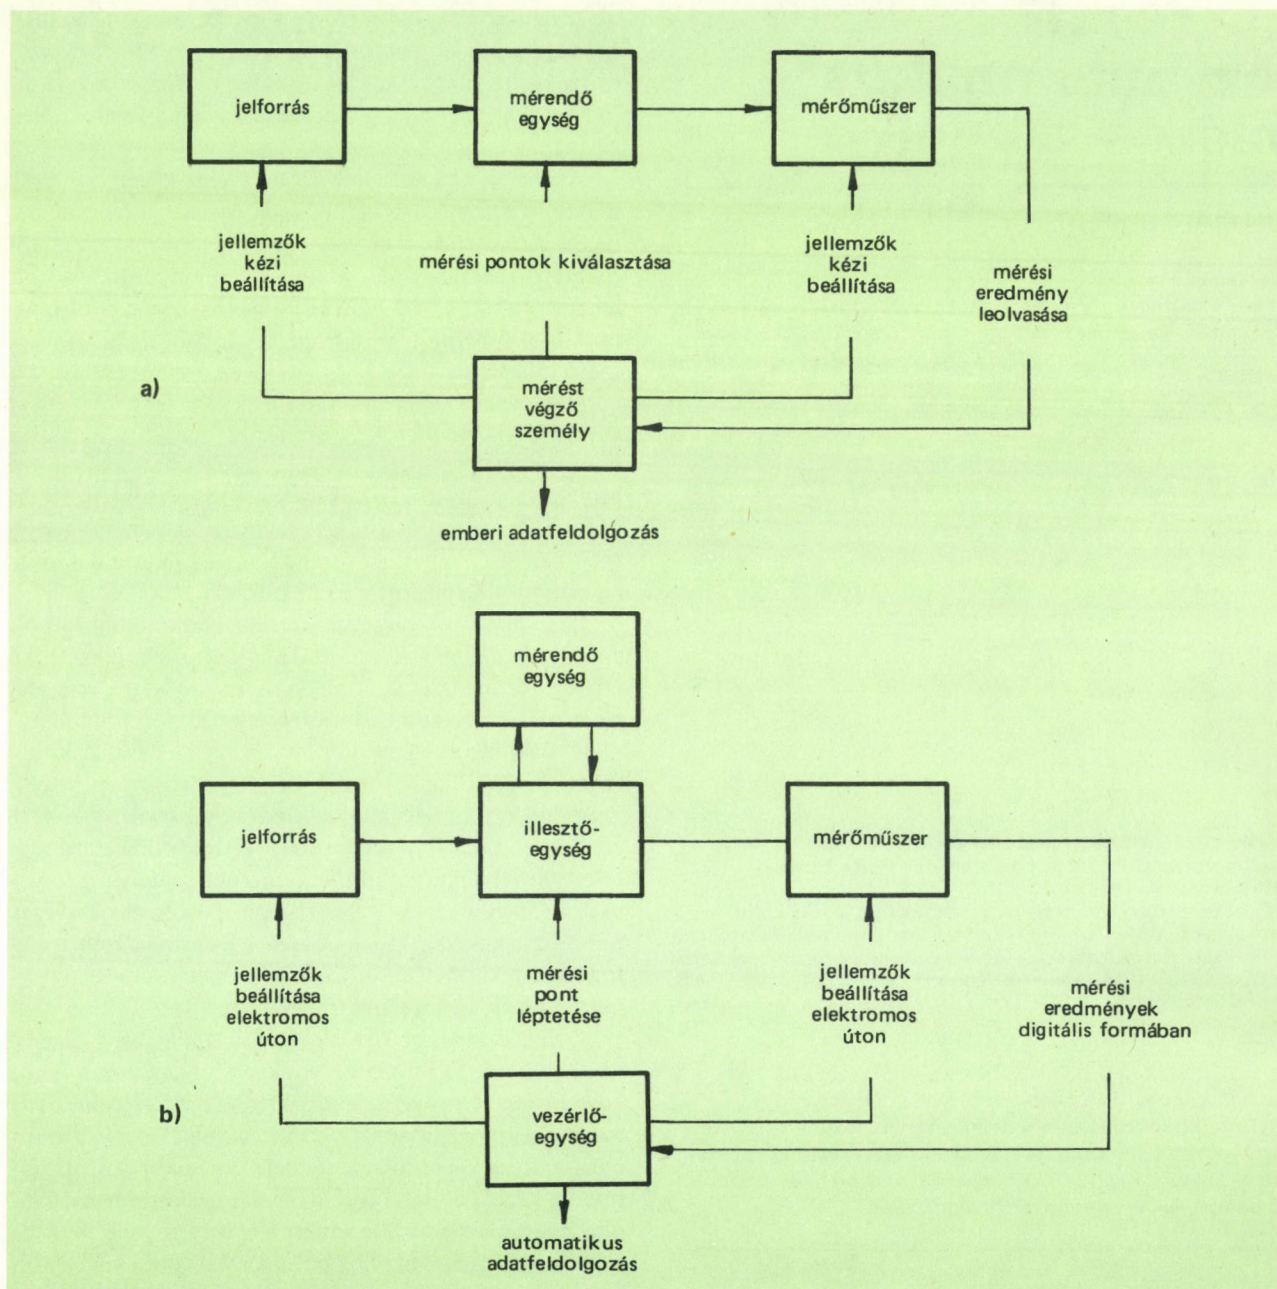 jelforrás
mérendő
egység
mérőműszer
jellemzők
kézi
beállítása
mérési pontok kiválasztása
jellemzők
kézi
beállítása
mérési
eredmény
leolvasása
a)
mérést
végző
személy
emberi adatfeldolgozás
mérendő
egység
jelforrás
illesztő-
egység
mérőműszer
jellemzők
beállítása
elektromos
úton
mérési
pont
léptetése
jellemzők
beállítása
elektromos
úton
mérési
eredmények
digitális formában
b)
vezérlő-
egység
automatikus
adatfeldolgozás